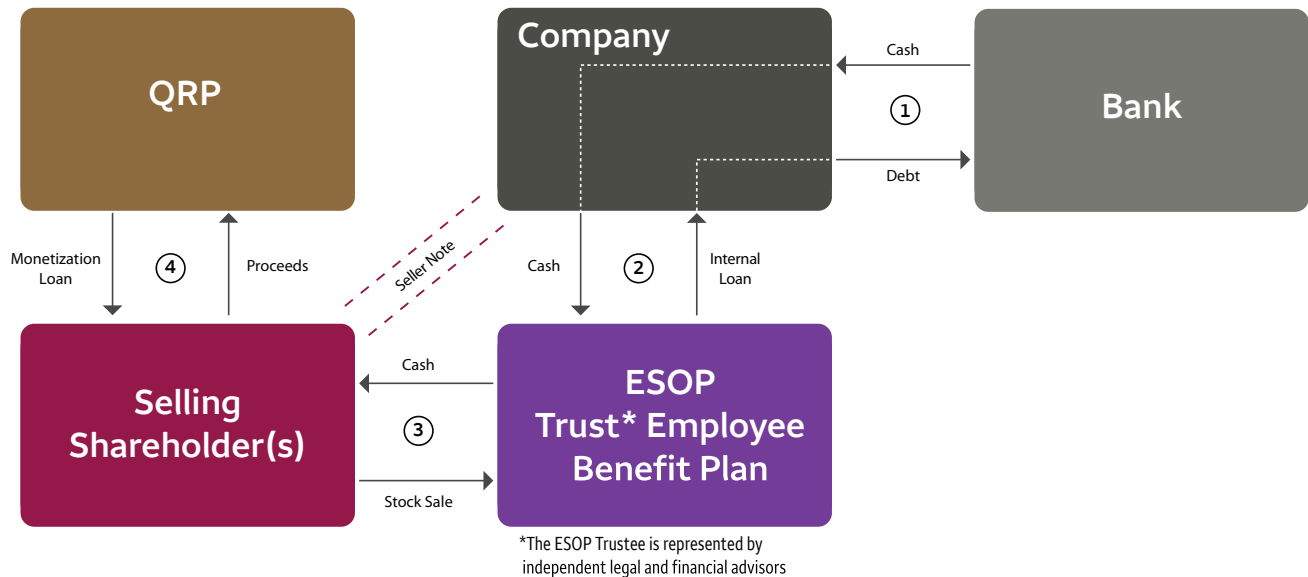 QRP
Company
Cash
1
Debt
Bank
Monetization
Loan
4
Proceeds
Seller Note
Cash
2
Internal
Loan
Selling
Shareholder(s)
Cash
3
Stock Sale
ESOP
Trust* Employee
Benefit Plan
*The ESOP Trustee is represented by
independent legal and financial advisors